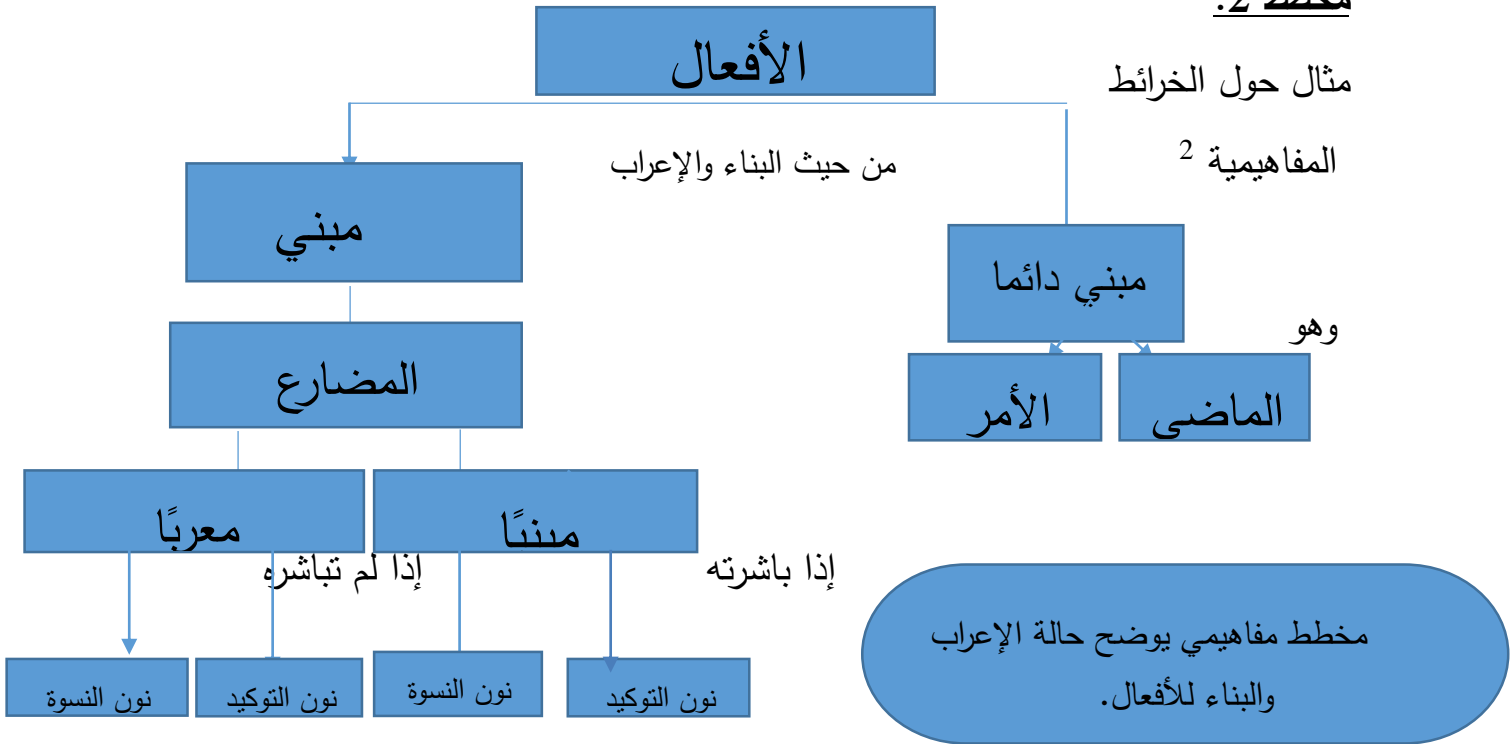 مخطط 2:
الأفعال
مثال حول الخرائط
المفاهيمية 2
من حيث البناء والإعراب
مبني
مبني دائما
وهو
المضارع
الماضي
الأمر
مبنيًا
معربًا
إذا باشرته
إذا لم تباشره
مخطط مفاهيمي يوضح حالة الإعراب
والبناء للأفعال.
نون التوكيد
نون النسوة
نون التوكيد
نون النسوة